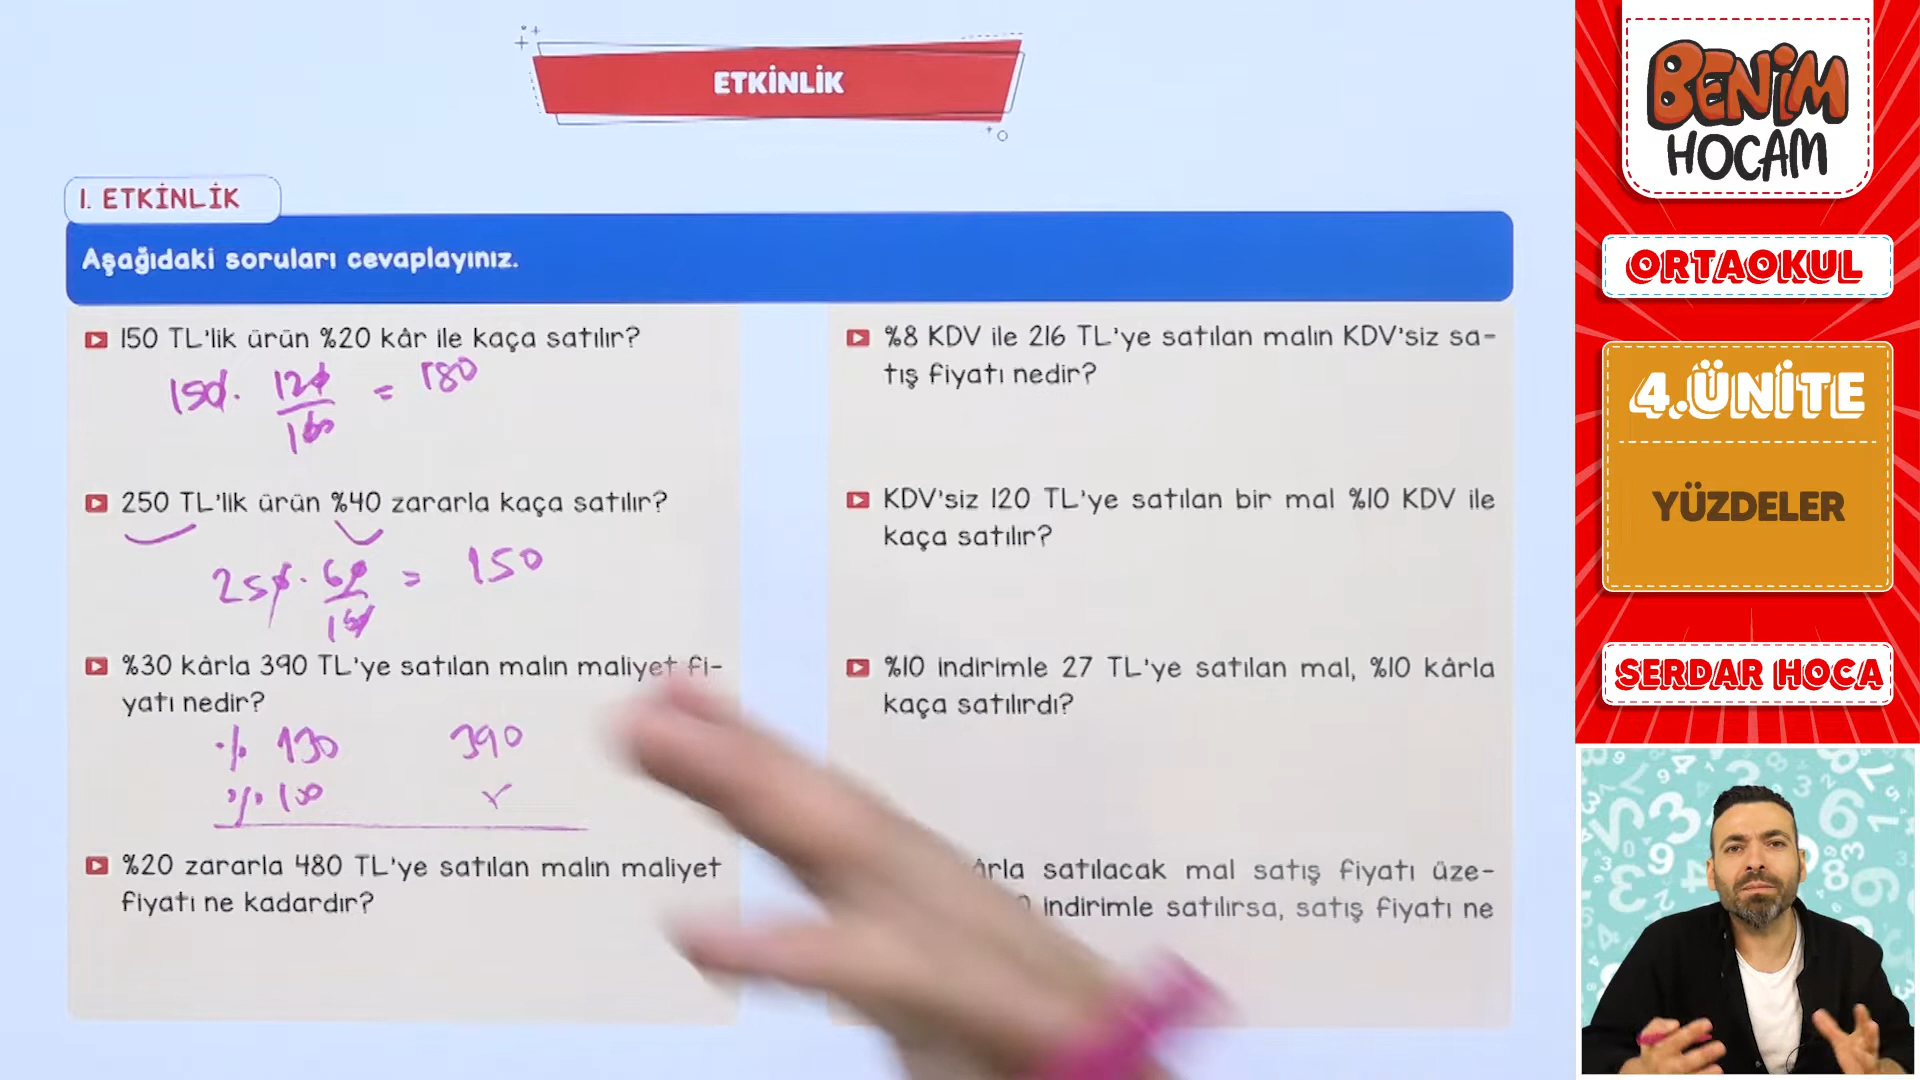 ETKİNLİK
1. ETKİNLİK
Aşağıdaki soruları cevaplayınız.
150 TL'lik ürün %20 kâr ile kaça satılır?
150 · 120/100 = 180
250 TL'lik ürün %40 zararla kaça satılır?
250 · 60/100 = 150
%30 kârla 390 TL'ye satılan malın maliyet fi-
yatı nedir?
% 130 390
% 100 x
%20 zararla 480 TL'ye satılan malın maliyet
fiyatı ne kadardır?
%8 KDV ile 216 TL'ye satılan malın KDV'siz sa-
tış fiyatı nedir?
KDV'siz 120 TL'ye satılan bir mal %10 KDV ile
kaça satılır?
%10 indirimle 27 TL'ye satılan mal, %10 kârla
kaça satılırdı?
satılacak mal satış fiyatı üze-
indirimle satılırsa, satış fiyatı ne
BENİM
HOCAM
ORTAOKUL
4.ÜNİTE
YÜZDELER
SERDAR HOCA